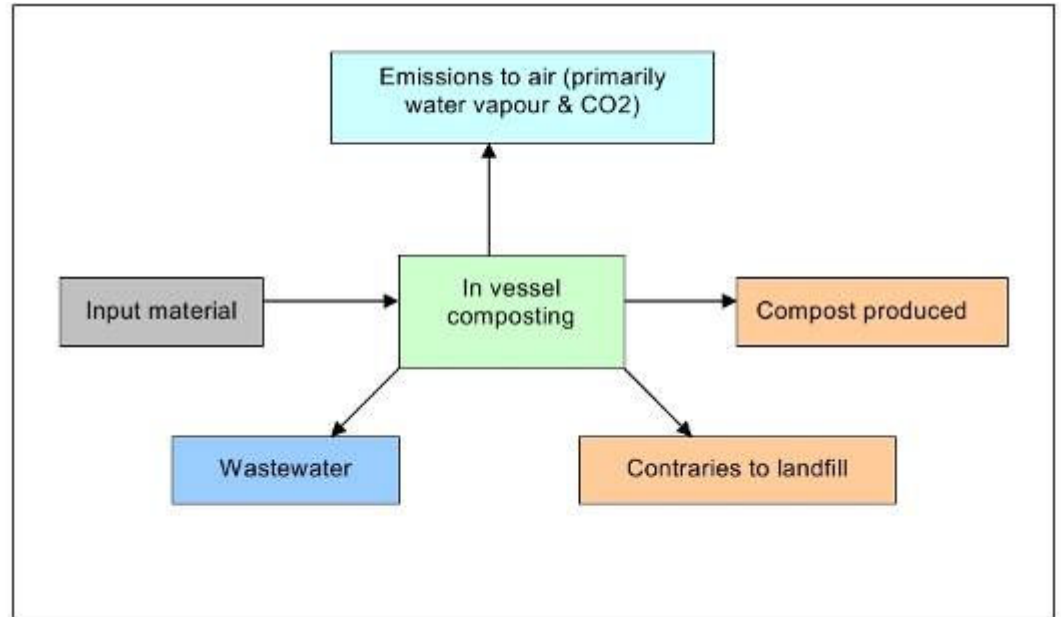 Emissions to air (primarily
water vapour & CO2)
Input material
In vessel
composting
Compost produced
Wastewater
Contraries to landfill